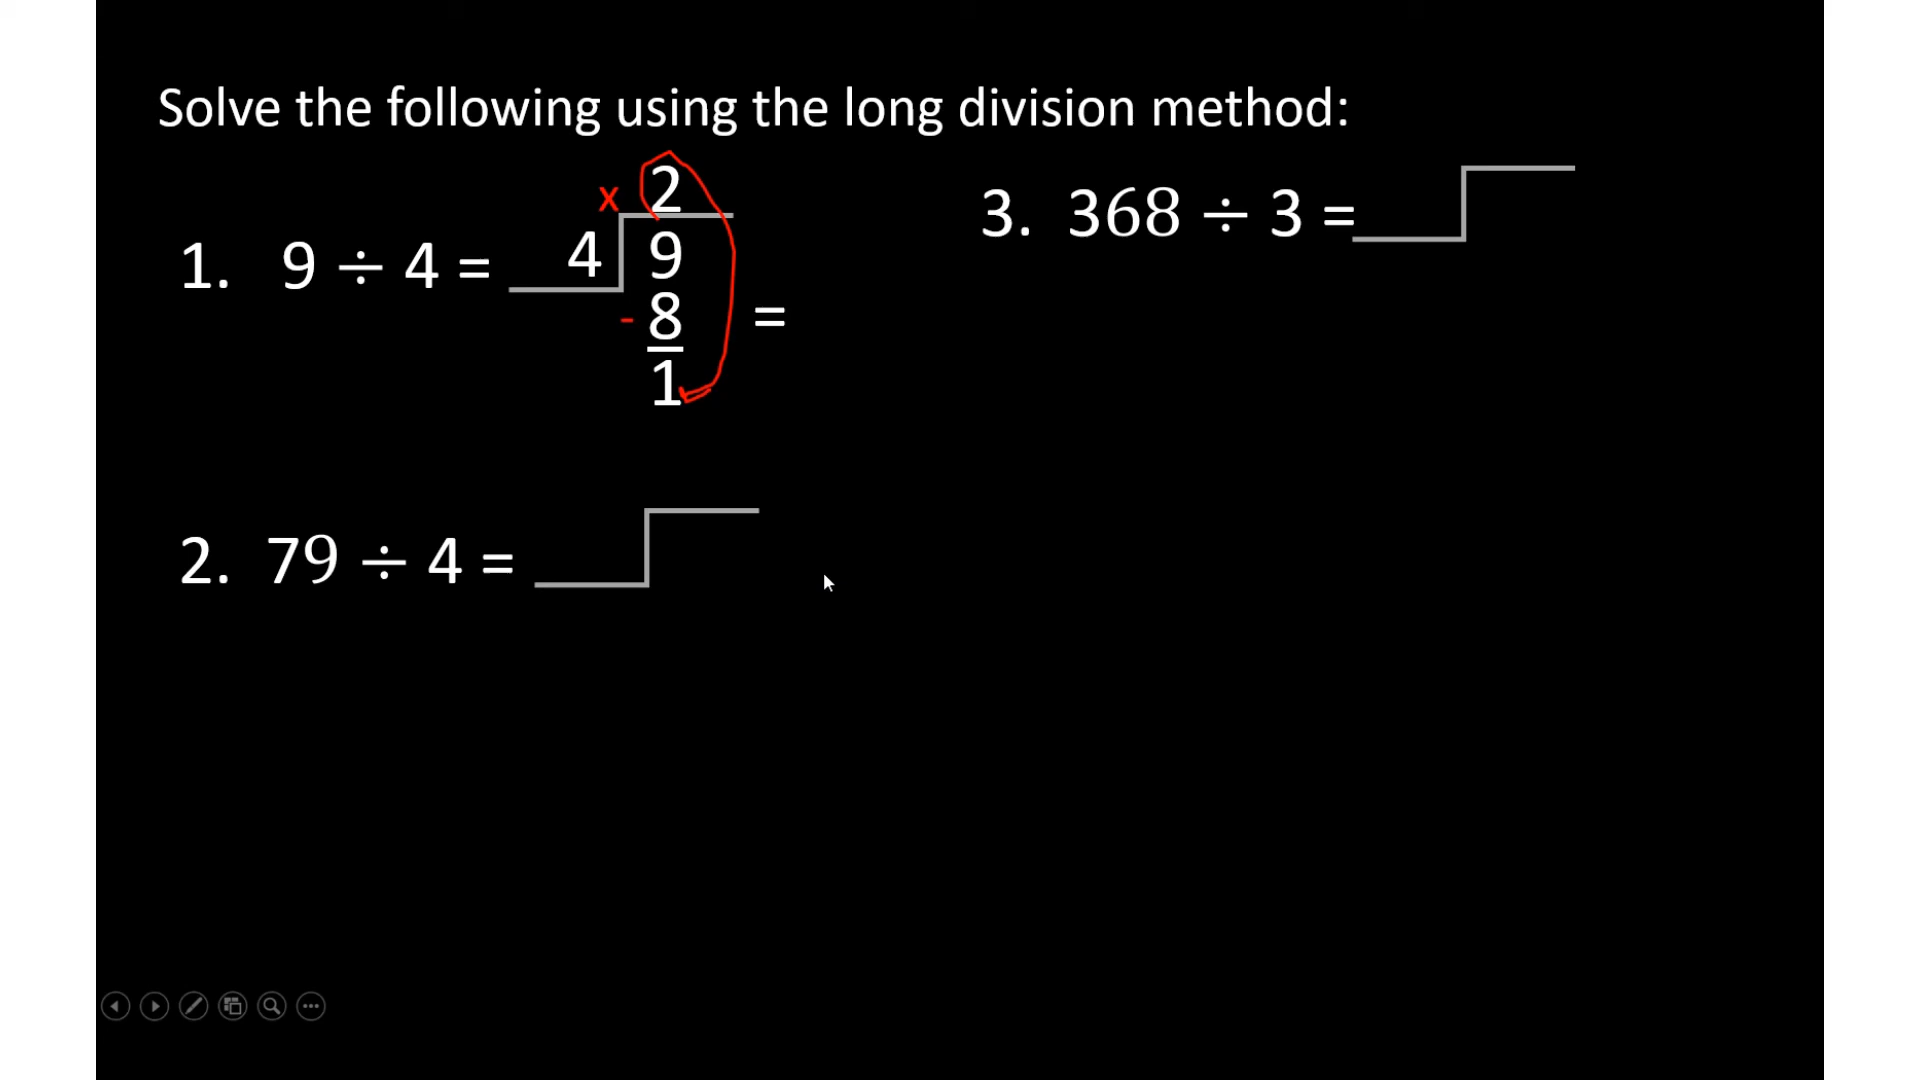 Solve the following using the long division method:
x 2
1. 9 ÷ 4 = 4 9
- 8 =
1
2. 79 ÷ 4 =
3. 368 ÷ 3 =